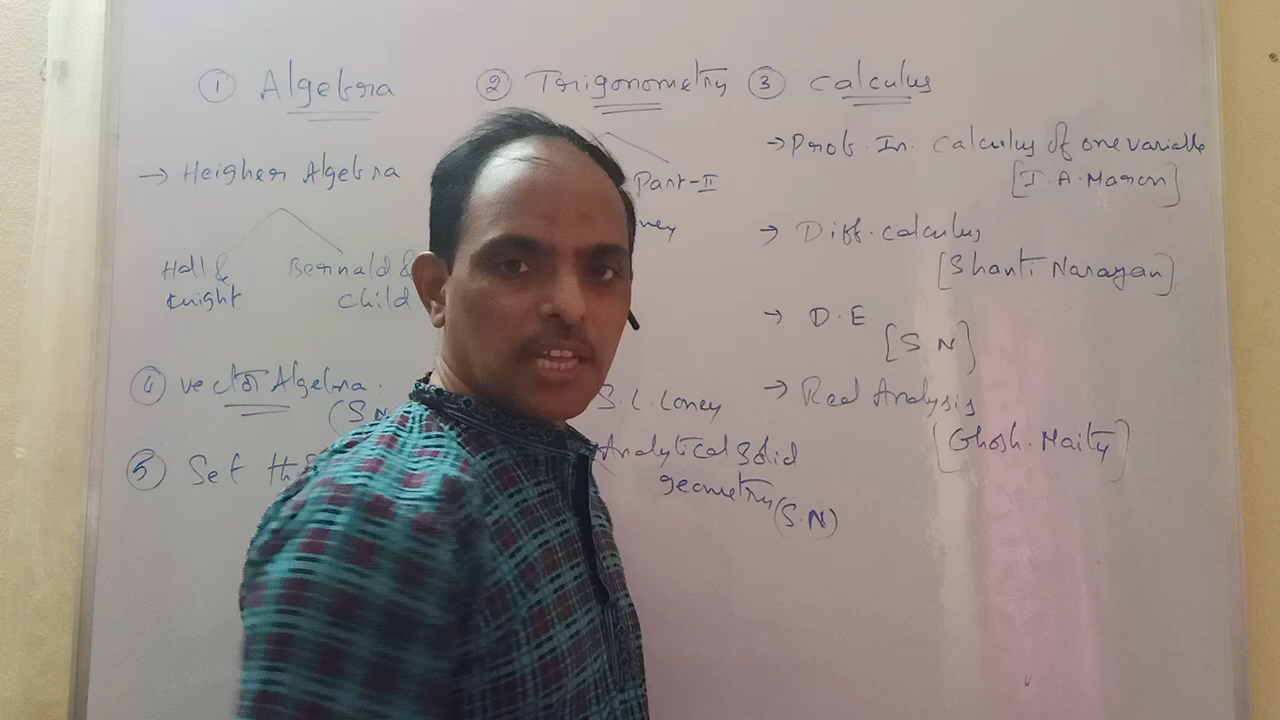 ① Algebra
→ Heigher Algebra
Hall &
Knight
Bernald &
Child
② Trigonometry
Part-II
ney
③ Calculus
→ Prob. In. Calculus of one variable
[I. A. Maron]
→ Diff. calculus
[Shanti Narayan]
→ D.E
[S N]
→ Real Analysis
[Ghosh. Maity]
④ vector Algebra.
(S N
⑤ Set th
S. L. Loney
Analytical Solid
geometry
(S. N)